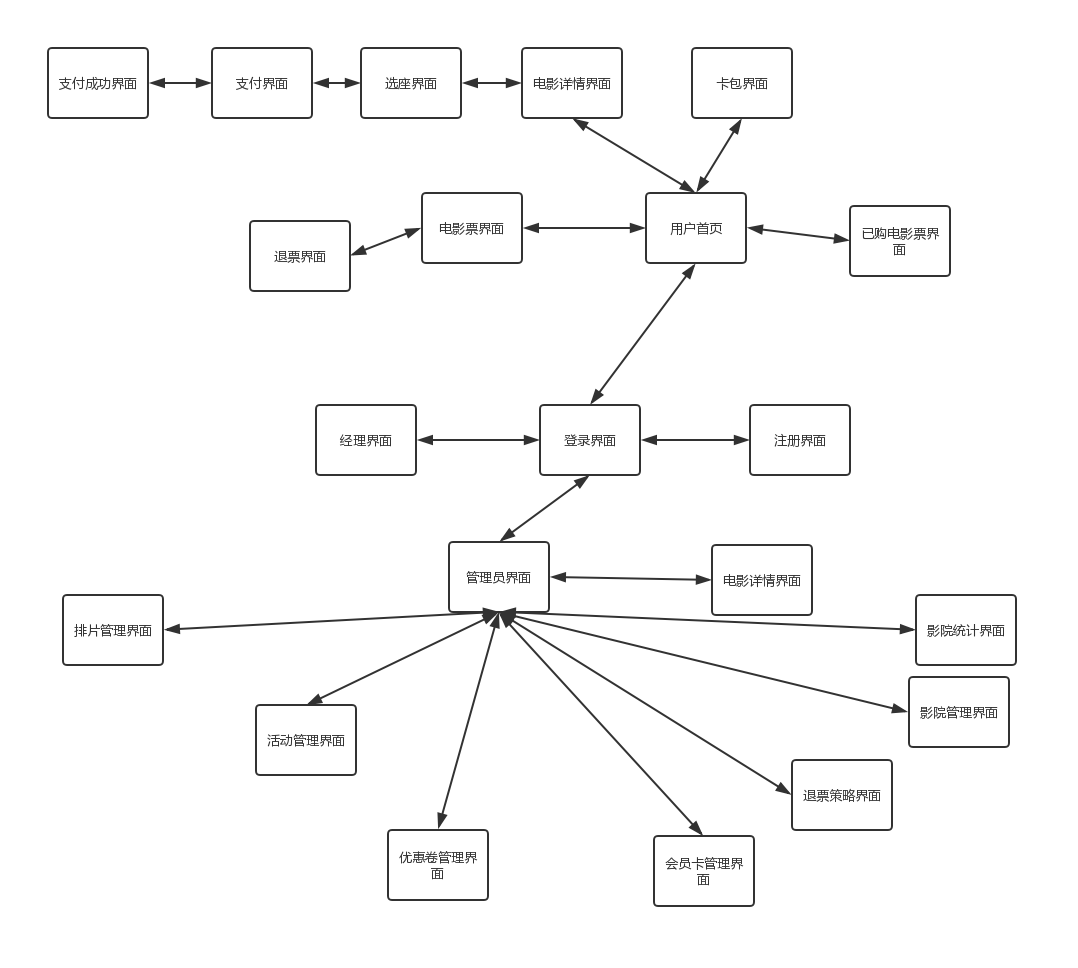 支付成功界面
支付界面
选座界面
电影详情界面
卡包界面
退票界面
电影票界面
用户首页
已购电影票界
面
经理界面
登录界面
注册界面
管理员界面
电影详情界面
排片管理界面
影院统计界面
影院管理界面
活动管理界面
退票策略界面
优惠卷管理界
面
会员卡管理界
面